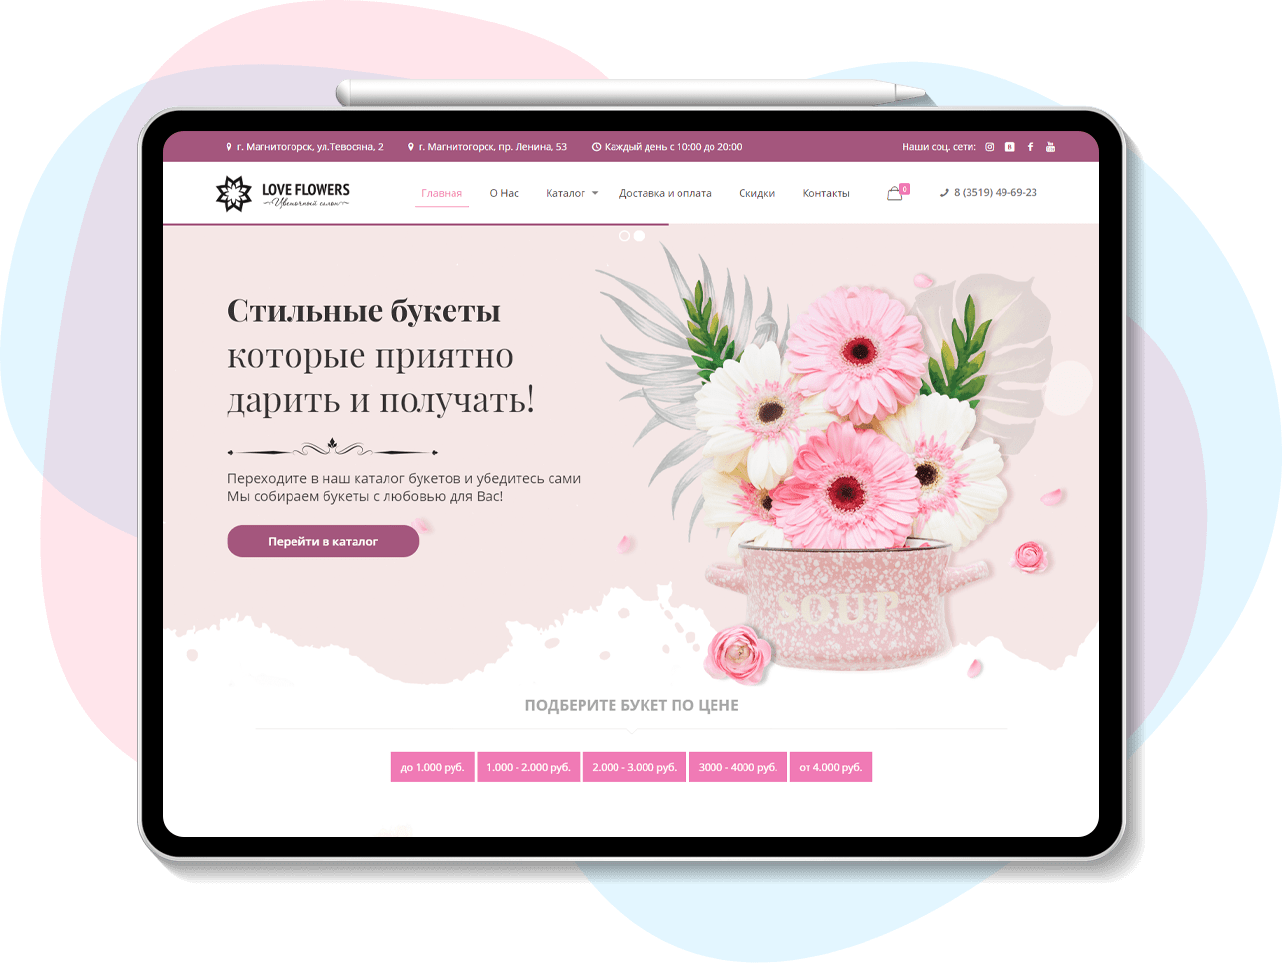 г. Магнитогорск, ул.Тевосяна, 2
г. Магнитогорск, пр. Ленина, 53
Каждый день с 10:00 до 20:00
Наши соц. сети:
LOVE FLOWERS
Цветочный салон
Главная
О Нас
Каталог
Доставка и оплата
Скидки
Контакты
0
8 (3519) 49-69-23
Стильные букеты
которые приятно
дарить и получать!
Переходите в наш каталог букетов и убедитесь сами
Мы собираем букеты с любовью для Вас!
Перейти в каталог
SOUP
ПОДБЕРИТЕ БУКЕТ ПО ЦЕНЕ
до 1.000 руб.
1.000 - 2.000 руб.
2.000 - 3.000 руб.
3000 - 4000 руб.
от 4.000 руб.